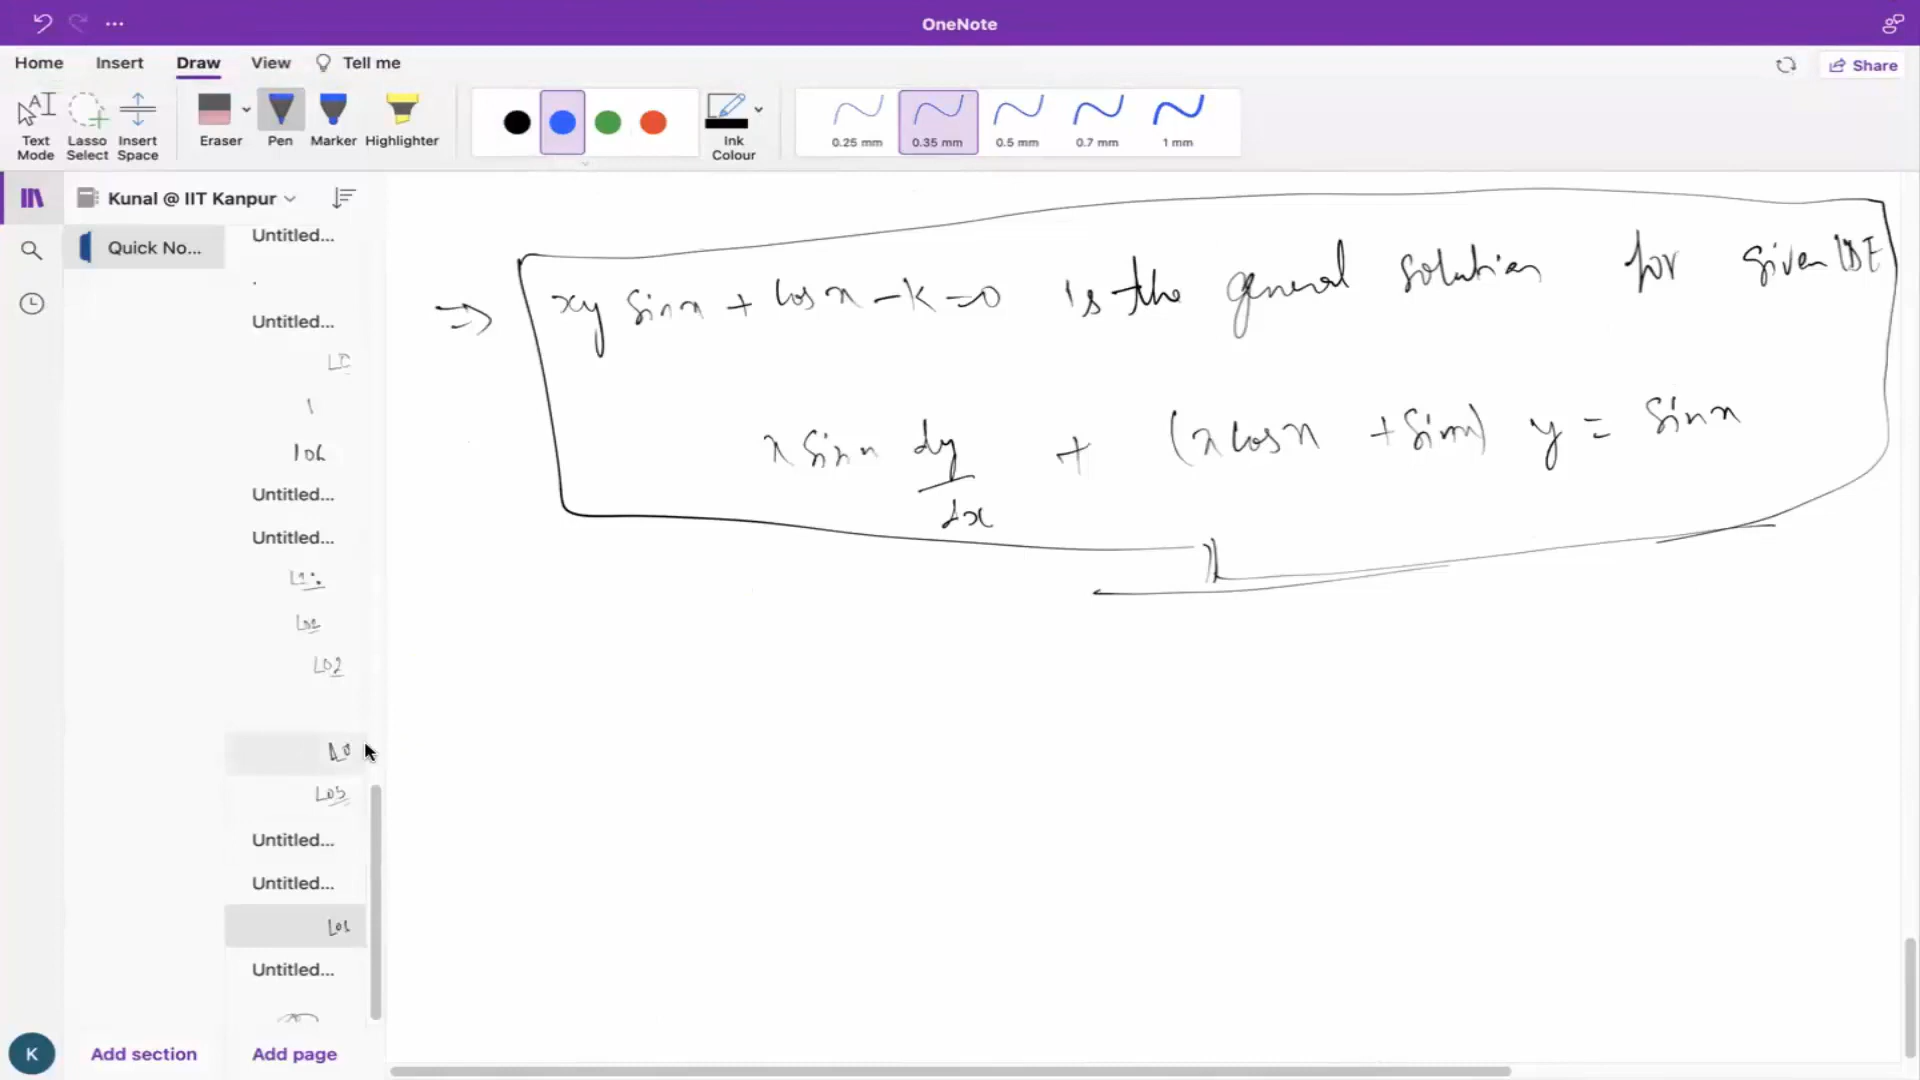 OneNote
Home Insert Draw View Tell me
Share
Text Mode
Lasso Select
Insert Space
Eraser
Pen
Marker
Highlighter
Ink Colour
0.25 mm
0.35 mm
0.5 mm
0.7 mm
1 mm
Kunal @ IIT Kanpur
Quick No...
Untitled...
.
Untitled...
Untitled...
Untitled...
L02
L03
Untitled...
Untitled...
Untitled...
K
Add section
Add page
⇒ xy sinx + cosx - k = 0 is the general solution for given DE
x sinx dy/dx + (x cosx + sinx) y = sinx